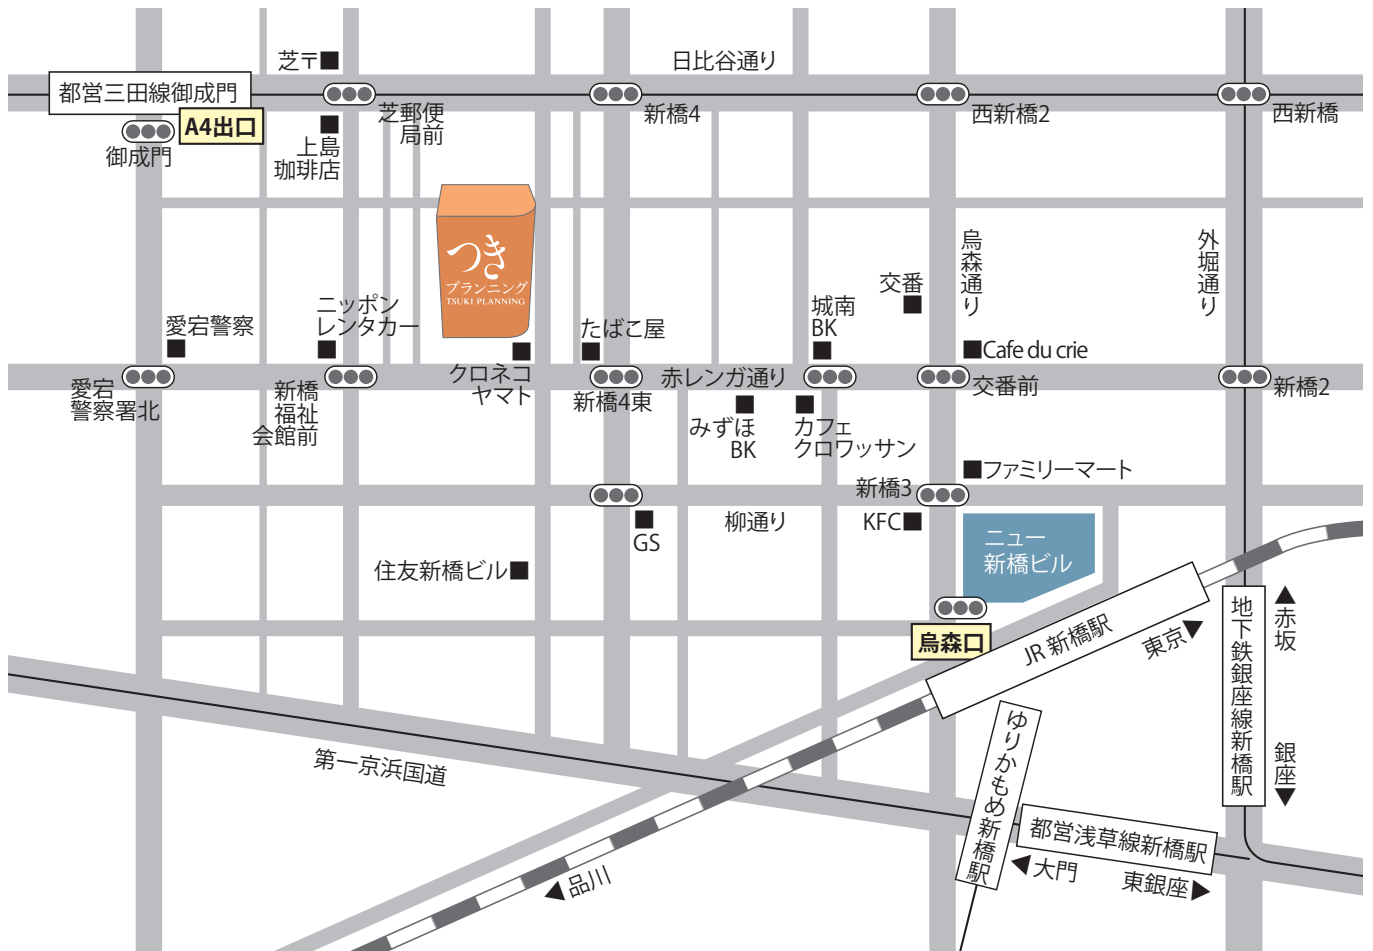 芝〒
日比谷通り
都営三田線御成門
A4出口
御成門
芝郵便
局前
上島
珈琲店
新橋4
西新橋2
西新橋
つき
プランニング
TSUKI PLANNING
烏森通り
外堀通り
交番
愛宕警察
ニッポン
レンタカー
たばこ屋
城南
BK
Cafe du crie
愛宕
警察署北
新橋
福祉
会館前
クロネコ
ヤマト
新橋4東
赤レンガ通り
交番前
新橋2
みずほ
BK
カフェ
クロワッサン
新橋3
ファミリーマート
GS
柳通り
KFC
ニュー
新橋ビル
住友新橋ビル
烏森口
JR 新橋駅
東京▶
地下鉄銀座線新橋駅
▲赤坂
銀座▼
第一京浜国道
ゆりかもめ新橋駅
都営浅草線新橋駅
◀大門
東銀座▶
◀品川